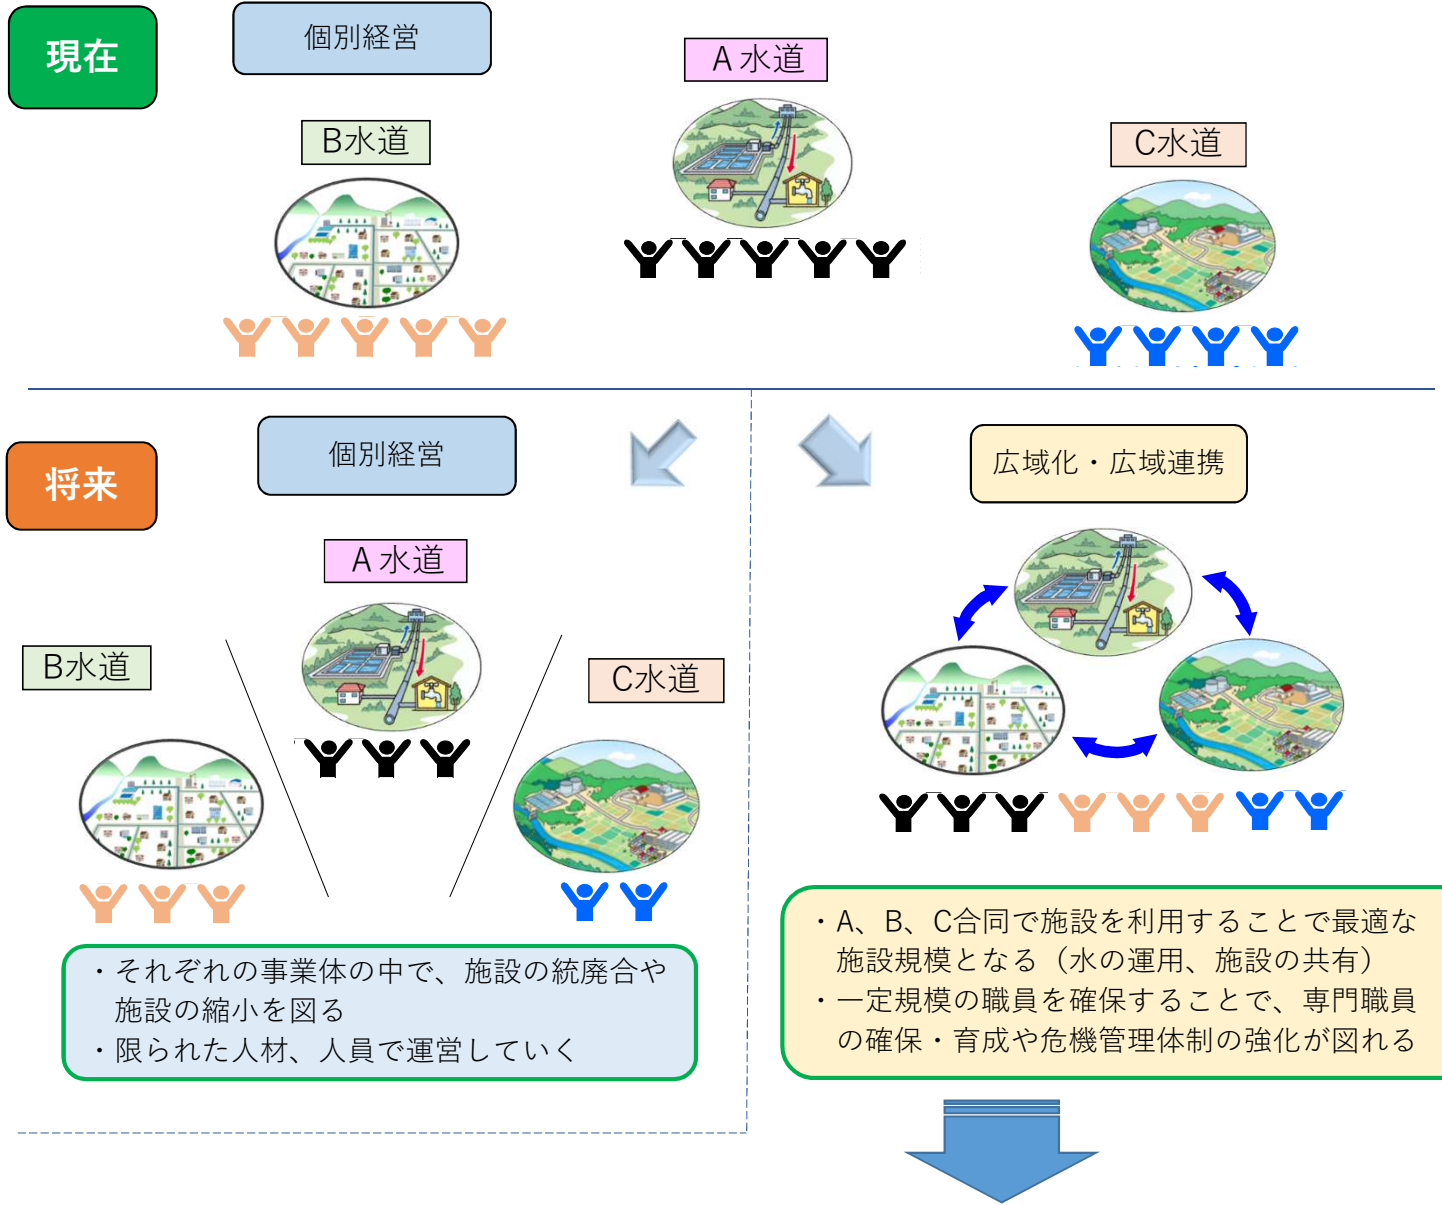 現在
個別経営
A水道
B水道
C水道
将来
個別経営
広域化・広域連携
A水道
B水道
C水道
・それぞれの事業体の中で、施設の統廃合や
施設の縮小を図る
・限られた人材、人員で運営していく
・A、B、C合同で施設を利用することで最適な
施設規模となる（水の運用、施設の共有）
・一定規模の職員を確保することで、専門職員
の確保・育成や危機管理体制の強化が図れる